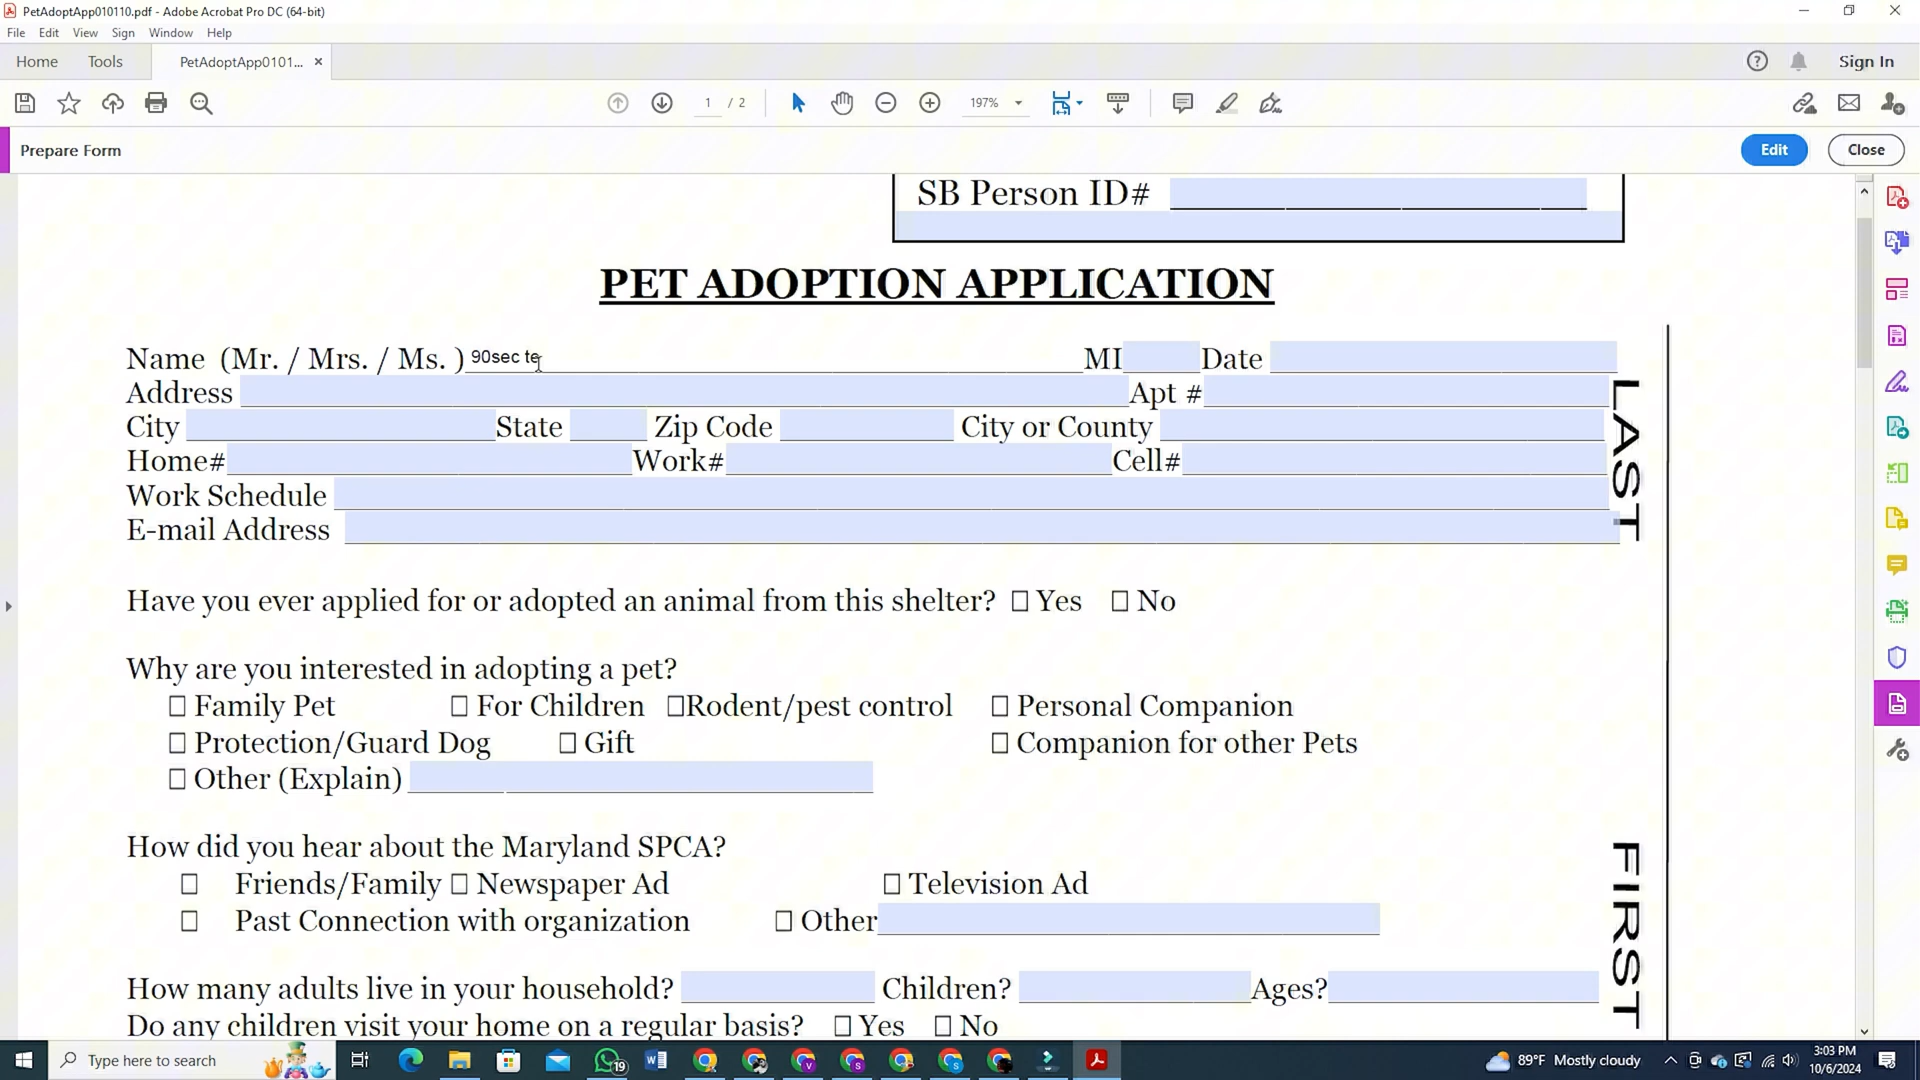 PetAdoptApp010110.pdf - Adobe Acrobat Pro DC (64-bit)
File Edit View Sign Window Help
Home Tools PetAdoptApp0101... × Sign In
1 / 2 197%
Prepare Form Edit Close
SB Person ID#
PET ADOPTION APPLICATION
Name (Mr. / Mrs. / Ms. ) 90sec te MI Date
Address Apt #
City State Zip Code City or County
Home# Work# Cell#
Work Schedule
E-mail Address
LAST
Have you ever applied for or adopted an animal from this shelter? Yes No
Why are you interested in adopting a pet?
Family Pet For Children Rodent/pest control Personal Companion
Protection/Guard Dog Gift Companion for other Pets
Other (Explain)
How did you hear about the Maryland SPCA?
Friends/Family Newspaper Ad Television Ad
Past Connection with organization Other
FIRST
How many adults live in your household? Children? Ages?
Do any children visit your home on a regular basis? Yes No
Type here to search 19 89°F Mostly cloudy 3:03 PM
10/6/2024